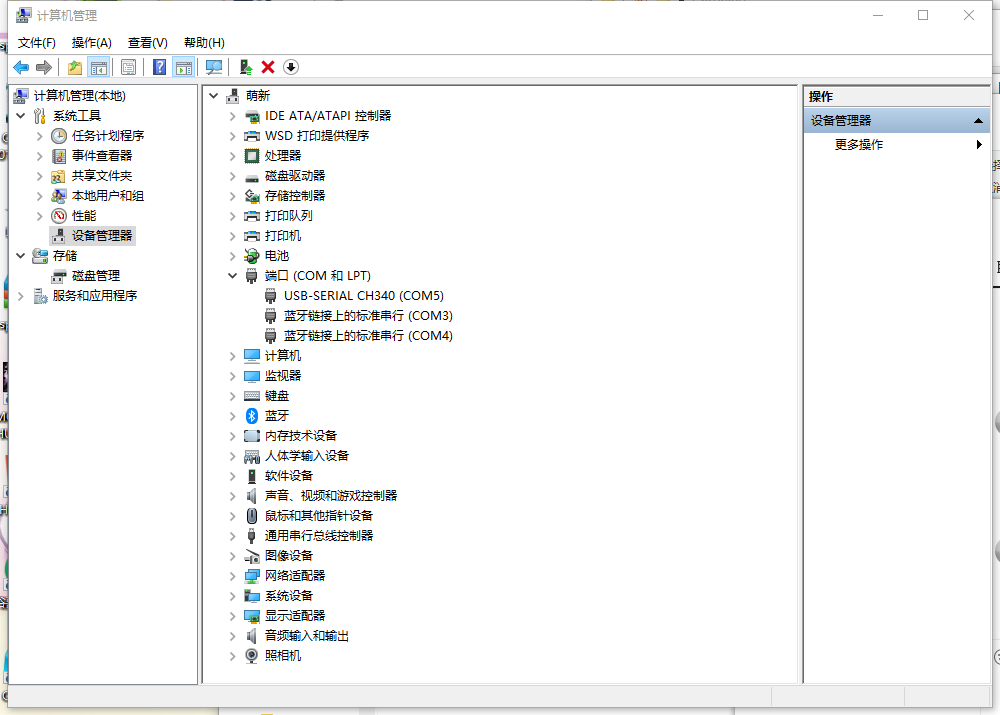 计算机管理
文件(F) 操作(A) 查看(V) 帮助(H)
计算机管理(本地)
系统工具
任务计划程序
事件查看器
共享文件夹
本地用户和组
性能
设备管理器
存储
磁盘管理
服务和应用程序
萌新
IDE ATA/ATAPI 控制器
WSD 打印提供程序
处理器
磁盘驱动器
存储控制器
打印队列
打印机
电池
端口 (COM 和 LPT)
USB-SERIAL CH340 (COM5)
蓝牙链接上的标准串行 (COM3)
蓝牙链接上的标准串行 (COM4)
计算机
监视器
键盘
蓝牙
内存技术设备
人体学输入设备
软件设备
声音、视频和游戏控制器
鼠标和其他指针设备
通用串行总线控制器
图像设备
网络适配器
系统设备
显示适配器
音频输入和输出
照相机
操作
设备管理器
更多操作